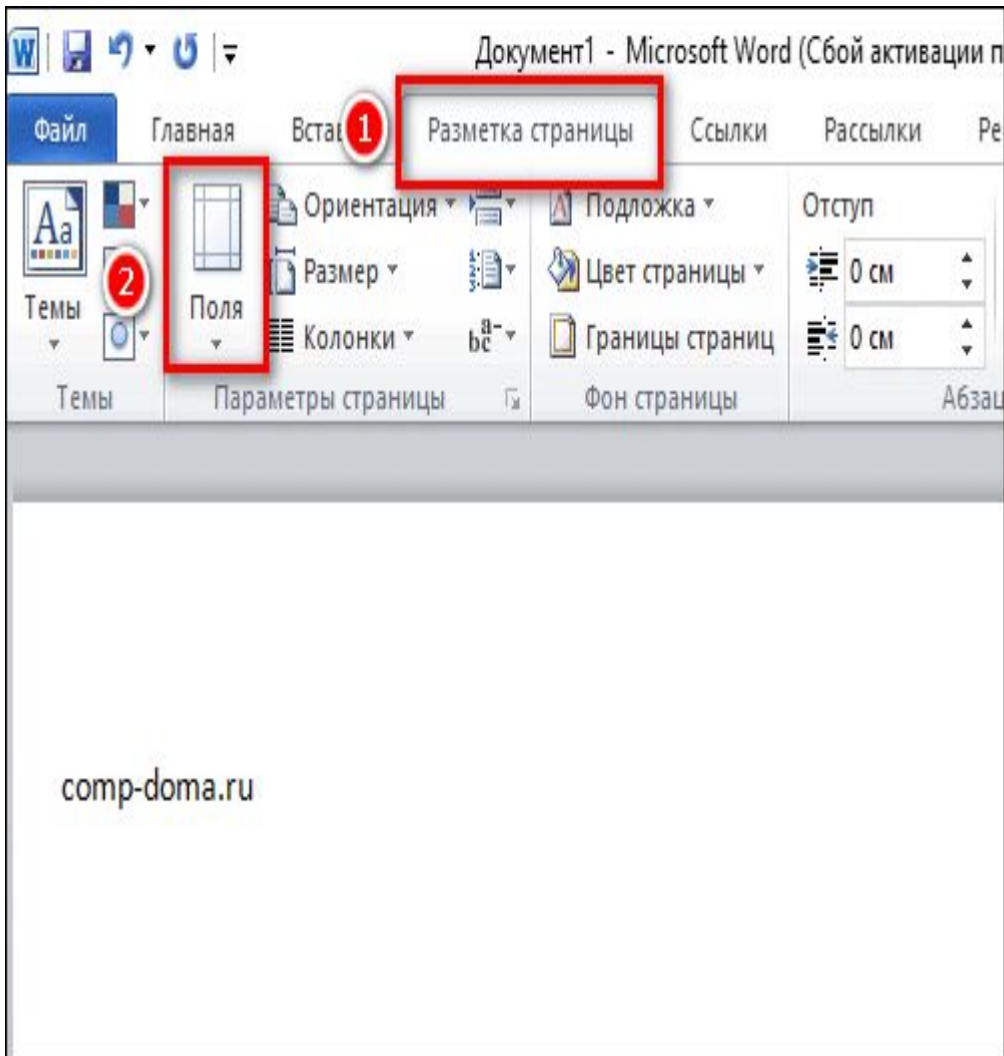 Документ1 - Microsoft Word (Сбой активации п
Файл Главная Встав 1 Разметка страницы Ссылки Рассылки Ре
Ориентация Подложка Отступ
2 Размер Цвет страницы 0 см
Темы Поля Колонки Границы страниц 0 см
Темы Параметры страницы Фон страницы Абзац
comp-doma.ru